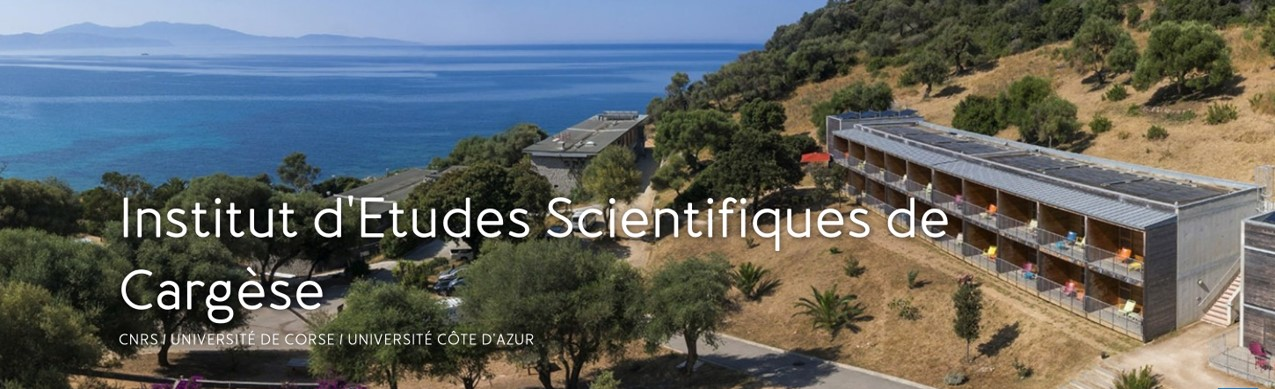 Institut d'Etudes Scientifiques de
Cargèse
CNRS / UNIVERSITÉ DE CORSE / UNIVERSITÉ CÔTE D'AZUR